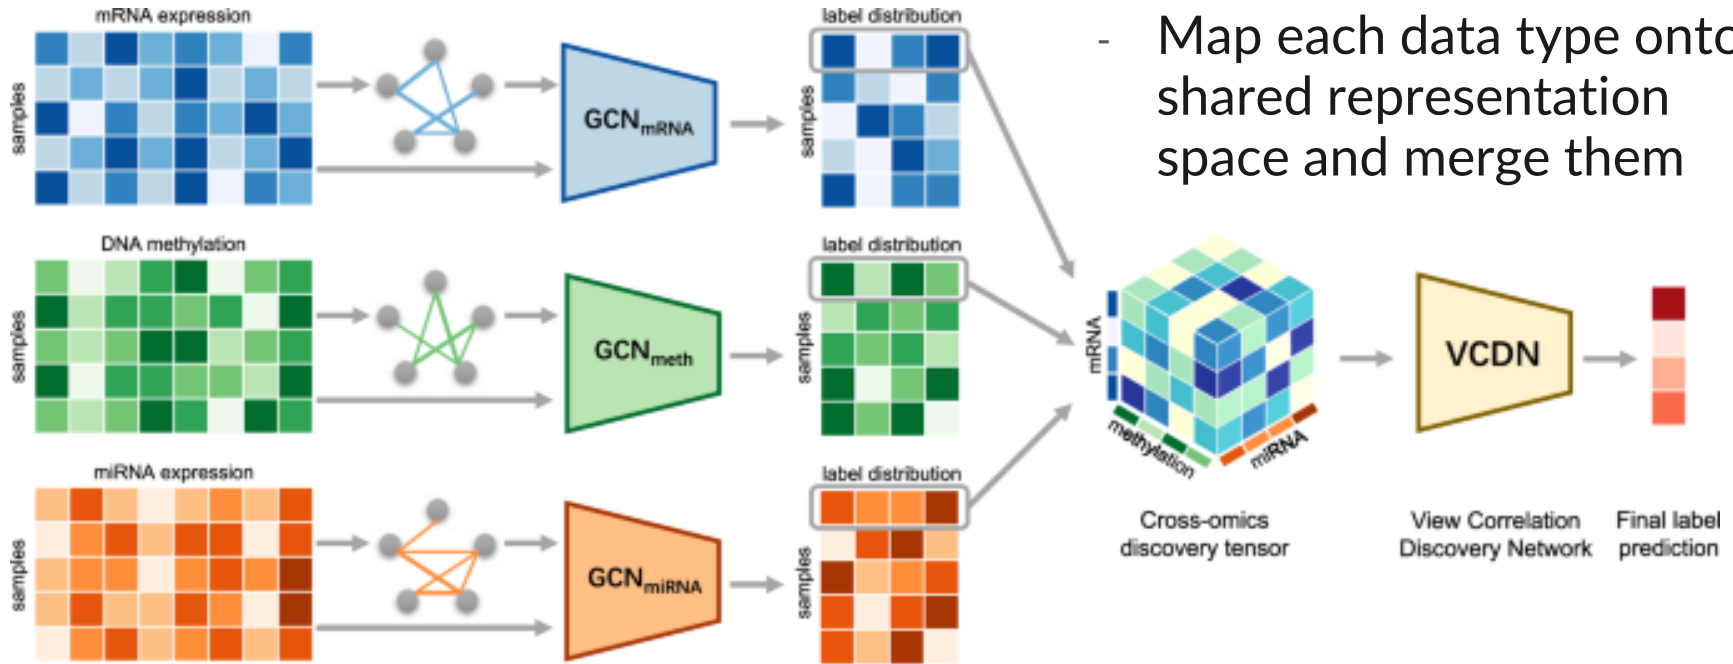 mRNA expression
samples
GCNmRNA
label distribution
samples
- Map each data type onto
shared representation
space and merge them
DNA methylation
samples
GCNmeth
label distribution
samples
miRNA expression
samples
GCNmiRNA
label distribution
samples
mRNA
methylation
miRNA
Cross-omics
discovery tensor
VCDN
View Correlation
Discovery Network
Final label
prediction